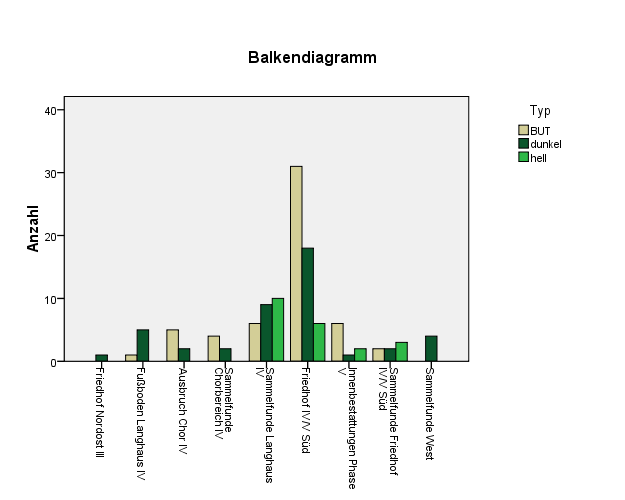 Balkendiagramm
Typ
BUT
dunkel
hell
Anzahl
40
30
20
10
0
Friedhof Nordost III
Fußboden Langhaus IV
Ausbruch Chor IV
Sammelfunde
Chorbereich IV
Sammelfunde Langhaus
IV
Friedhof IV/V Süd
Innenbestattungen Phase
V
Sammelfunde Friedhof
IV/V Süd
Sammelfunde West